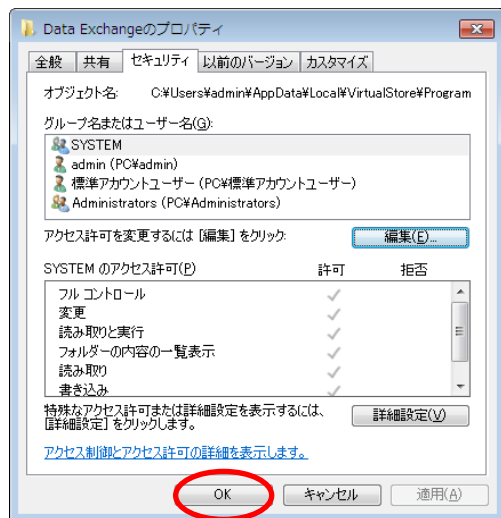 Data Exchangeのプロパティ
全般 共有 セキュリティ 以前のバージョン カスタマイズ
オブジェクト名: C:¥Users¥admin¥AppData¥Local¥VirtualStore¥Program
グループ名またはユーザー名(G):
SYSTEM
admin (PC¥admin)
標準アカウントユーザー (PC¥標準アカウントユーザー)
Administrators (PC¥Administrators)
アクセス許可を変更するには [編集] をクリック: 編集(E)...
SYSTEM のアクセス許可(P) 許可 拒否
フル コントロール
変更
読み取りと実行
フォルダーの内容の一覧表示
読み取り
書き込み
特殊なアクセス許可または詳細設定を表示するには、
[詳細設定] をクリックします。 詳細設定(V)
アクセス制御とアクセス許可の詳細を表示します。
OK キャンセル 適用(A)